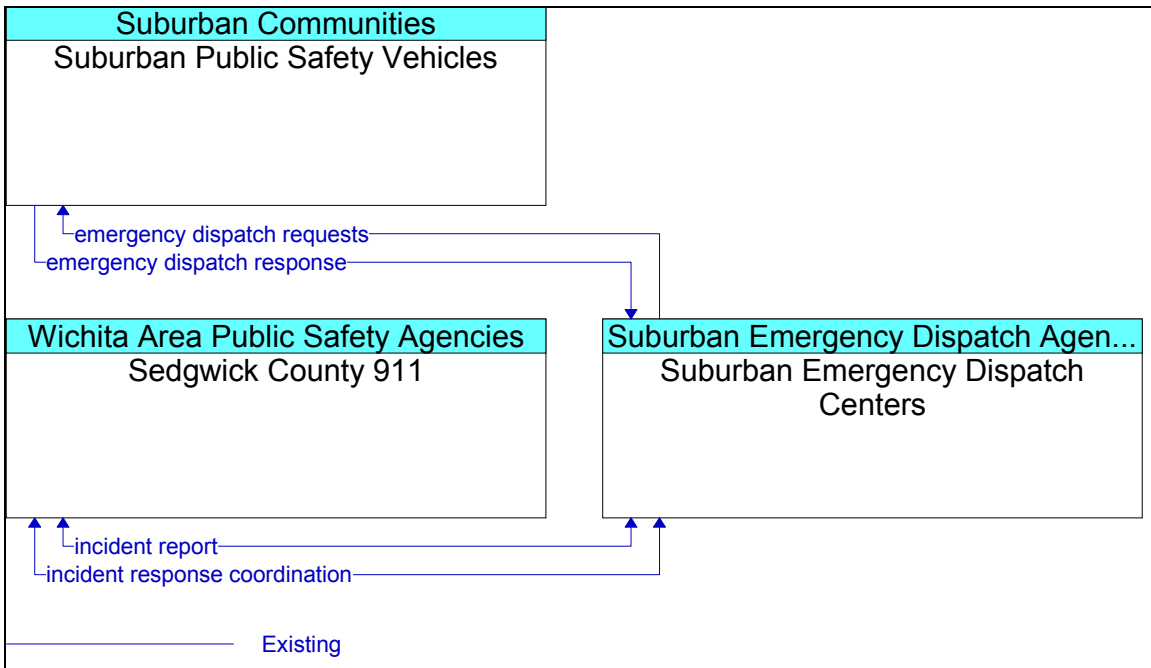 Suburban Communities
Suburban Public Safety Vehicles
emergency dispatch requests
emergency dispatch response
Wichita Area Public Safety Agencies
Sedgwick County 911
Suburban Emergency Dispatch Agen...
Suburban Emergency Dispatch
Centers
incident report
incident response coordination
Existing